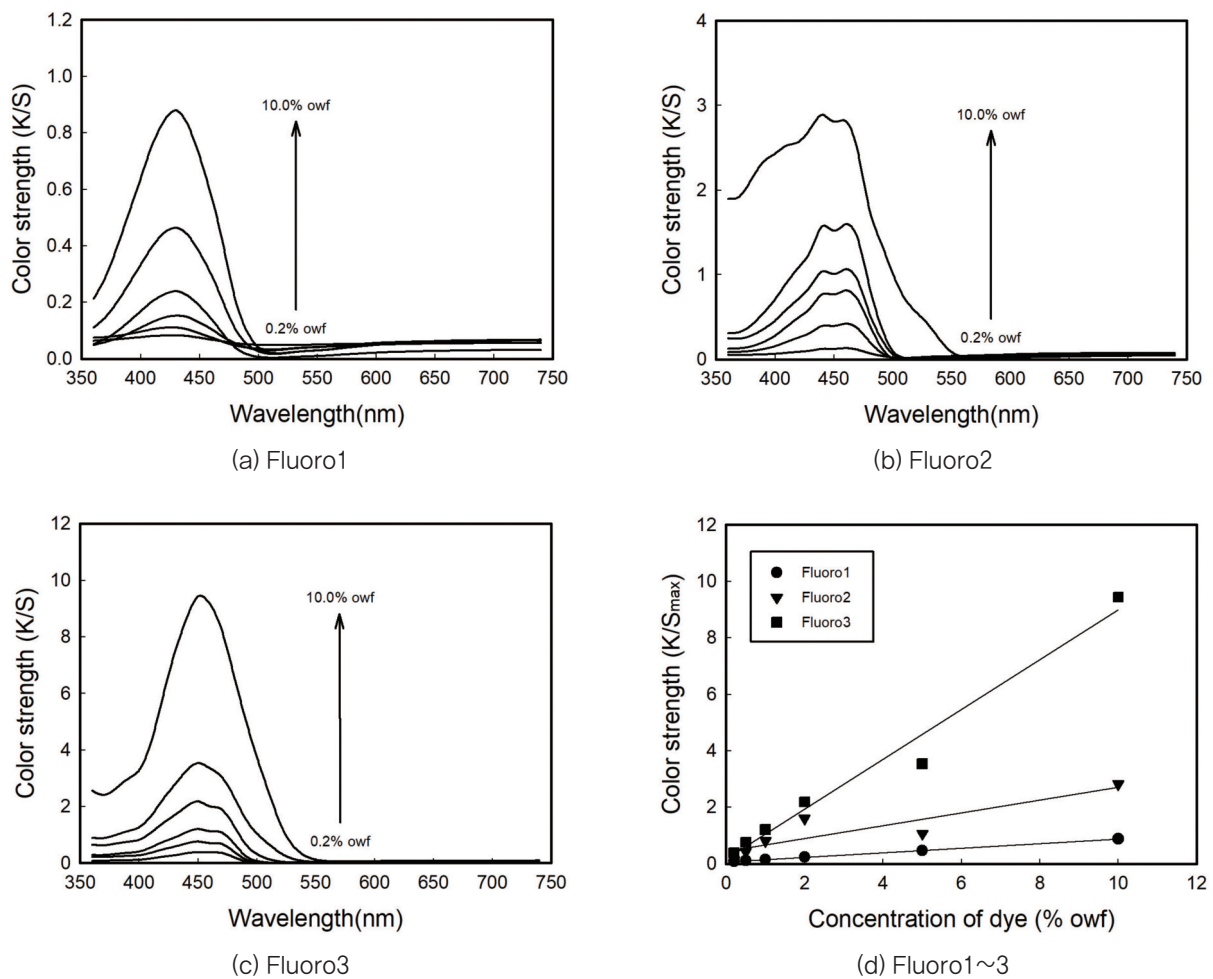 1.2
1.0
0.8
0.6
0.4
0.2
0.0
Color strength (K/S)
10.0% owf
0.2% owf
350 400 450 500 550 600 650 700 750
Wavelength(nm)
(a) Fluoro1
4
3
2
1
0
Color strength (K/S)
10.0% owf
0.2% owf
350 400 450 500 550 600 650 700 750
Wavelength(nm)
(b) Fluoro2
12
10
8
6
4
2
0
Color strength (K/S)
10.0% owf
0.2% owf
350 400 450 500 550 600 650 700 750
Wavelength(nm)
(c) Fluoro3
12
10
8
6
4
2
0
Color strength (K/Smax)
Fluoro1
Fluoro2
Fluoro3
0 2 4 6 8 10 12
Concentration of dye (% owf)
(d) Fluoro1~3